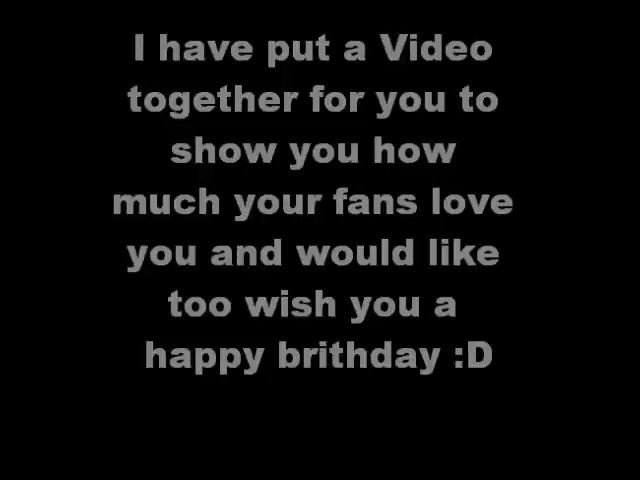 I have put a Video
together for you to
show you how
much your fans love
you and would like
too wish you a
happy brithday :D